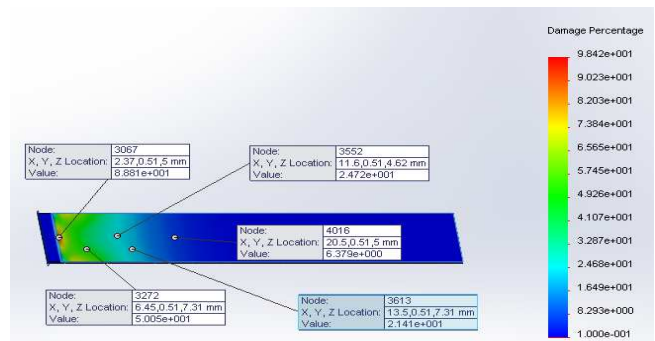 Damage Percentage
9.842e+001
9.023e+001
8.203e+001
7.384e+001
6.565e+001
5.745e+001
4.926e+001
4.107e+001
3.287e+001
2.468e+001
1.649e+001
8.293e+000
1.000e-001
Node: 3067
X, Y, Z Location: 2.37,0.51,5 mm
Value: 8.881e+001
Node: 3552
X, Y, Z Location: 11.6,0.51,4.62 mm
Value: 2.472e+001
Node: 4016
X, Y, Z Location: 20.5,0.51,5 mm
Value: 6.379e+000
Node: 3272
X, Y, Z Location: 6.45,0.51,7.31 mm
Value: 5.005e+001
Node: 3613
X, Y, Z Location: 13.5,0.51,7.31 mm
Value: 2.141e+001